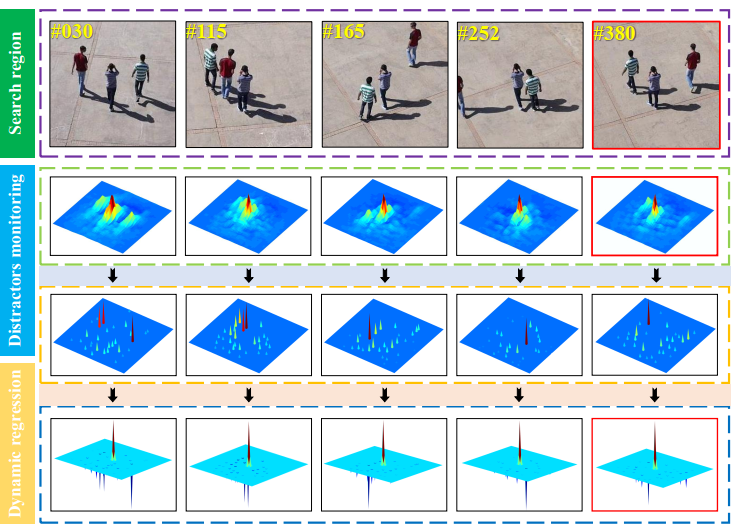 Search region
#030
#115
#165
#252
#380
Distractors monitoring
Dynamic regression